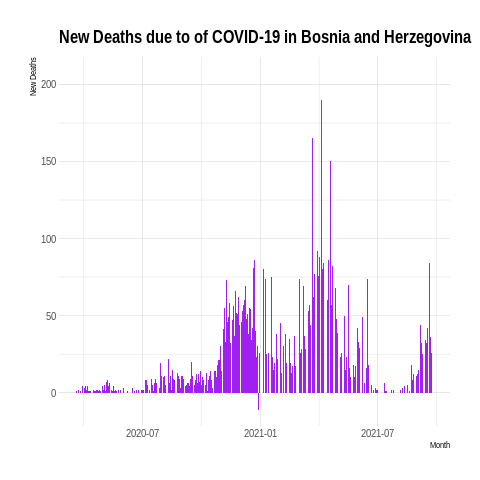 New Deaths due to of COVID-19 in Bosnia and Herzegovina
New Deaths
200
150
100
50
0
2020-07
2021-01
2021-07
Month